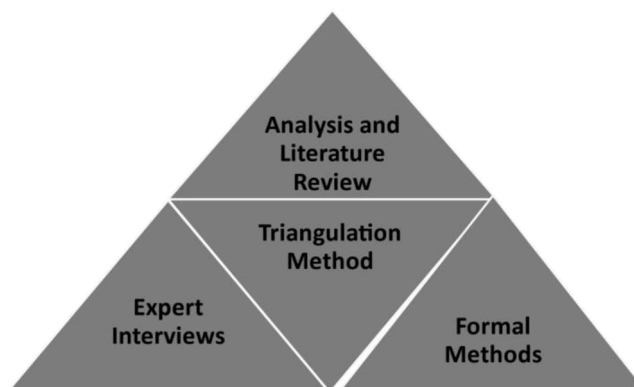 Analysis and
Literature
Review
Triangulation
Method
Expert
Interviews
Formal
Methods